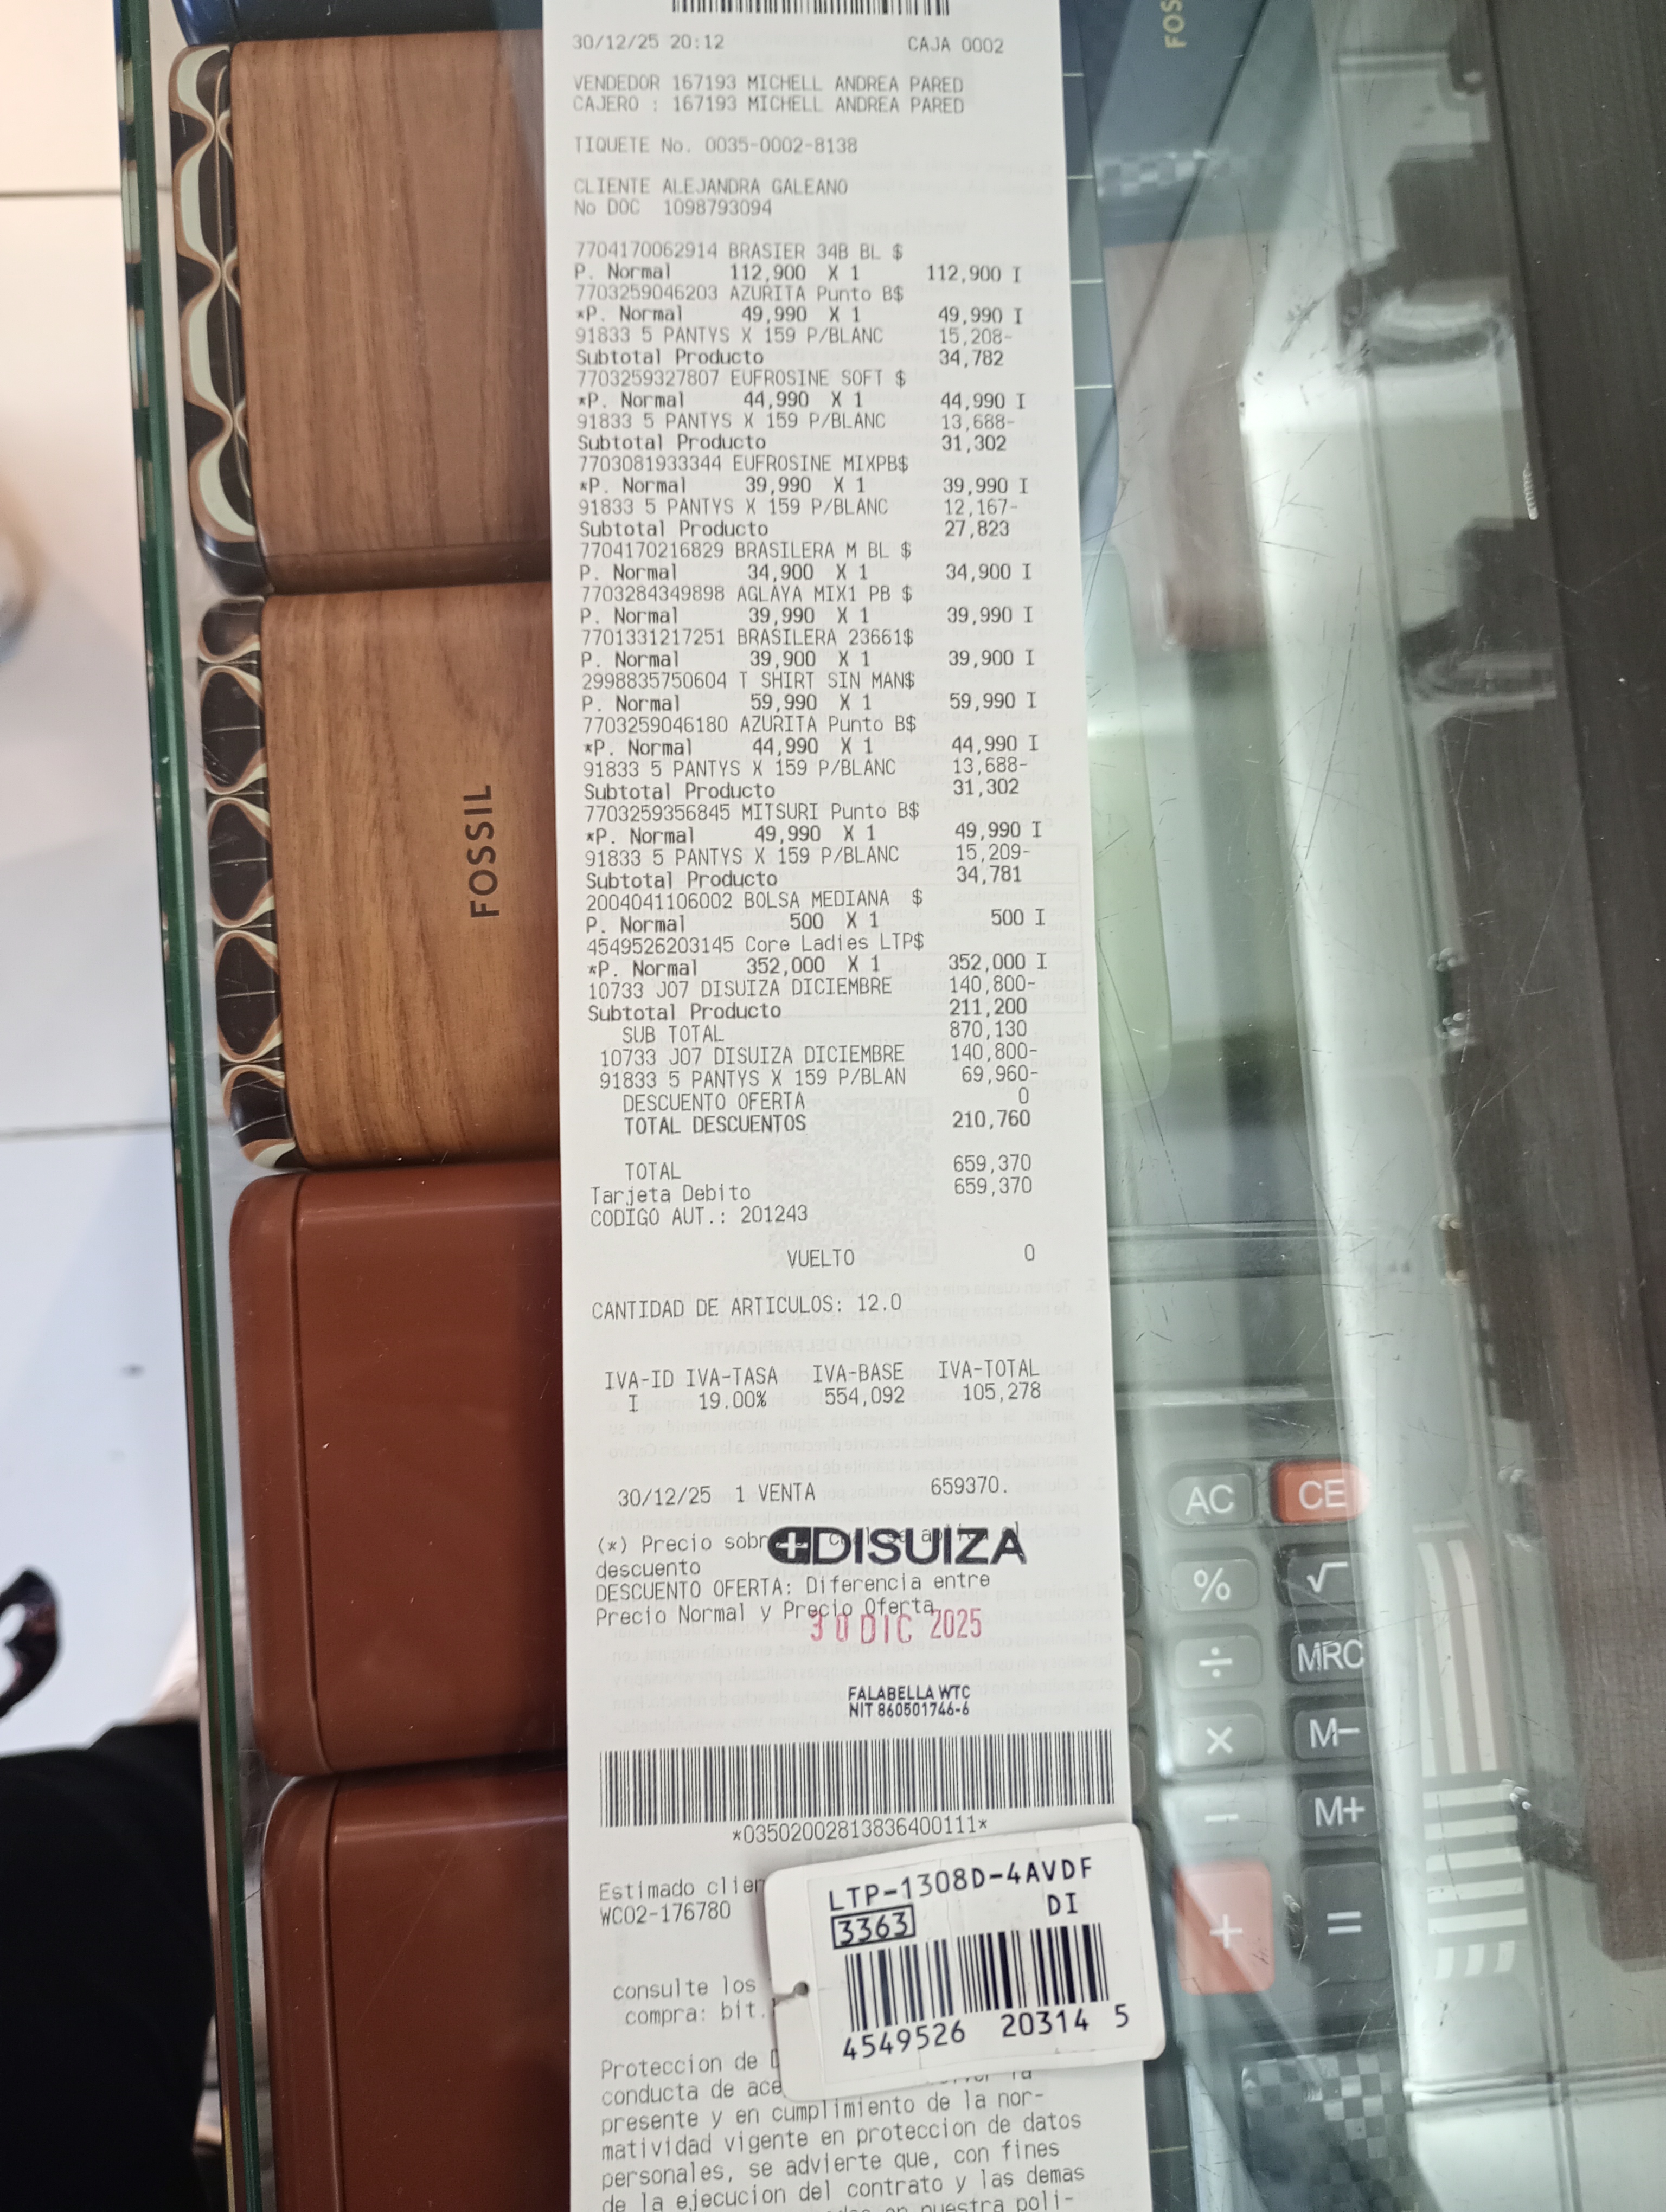 30/12/25 20:12 CAJA 0002
VENDEDOR 167193 MICHELL ANDREA PARED
CAJERO : 167193 MICHELL ANDREA PARED
TIQUETE No. 0035-0002-8138
CLIENTE ALEJANDRA GALEANO
No DOC 1098793094
7704170062914 BRASIER 34B BL $
P. Normal 112,900 X 1 112,900 I
7703259046203 AZURITA Punto B$
*P. Normal 49,990 X 1 49,990 I
91833 5 PANTYS X 159 P/BLANC 15,208-
Subtotal Producto 34,782
7703259327807 EUFROSINE SOFT $
*P. Normal 44,990 X 1 44,990 I
91833 5 PANTYS X 159 P/BLANC 13,688-
Subtotal Producto 31,302
7703081933344 EUFROSINE MIXPB$
*P. Normal 39,990 X 1 39,990 I
91833 5 PANTYS X 159 P/BLANC 12,167-
Subtotal Producto 27,823
7704170216829 BRASILERA M BL $
P. Normal 34,900 X 1 34,900 I
7703284349898 AGLAYA MIX1 PB $
P. Normal 39,990 X 1 39,990 I
7701331217251 BRASILERA 23661$
P. Normal 39,900 X 1 39,900 I
2998835750604 T SHIRT SIN MAN$
P. Normal 59,990 X 1 59,990 I
7703259046180 AZURITA Punto B$
*P. Normal 44,990 X 1 44,990 I
91833 5 PANTYS X 159 P/BLANC 13,688-
Subtotal Producto 31,302
7703259356845 MITSURI Punto B$
*P. Normal 49,990 X 1 49,990 I
91833 5 PANTYS X 159 P/BLANC 15,209-
Subtotal Producto 34,781
2004041106002 BOLSA MEDIANA $
P. Normal 500 X 1 500 I
4549526203145 Core Ladies LTP$
*P. Normal 352,000 X 1 352,000 I
10733 J07 DISUIZA DICIEMBRE 140,800-
Subtotal Producto 211,200
SUB TOTAL 870,130
10733 J07 DISUIZA DICIEMBRE 140,800-
91833 5 PANTYS X 159 P/BLAN 69,960-
DESCUENTO OFERTA 0
TOTAL DESCUENTOS 210,760
TOTAL 659,370
Tarjeta Debito 659,370
CODIGO AUT.: 201243
VUELTO 0
CANTIDAD DE ARTICULOS: 12.0
IVA-ID IVA-TASA IVA-BASE IVA-TOTAL
I 19.00% 554,092 105,278
30/12/25 1 VENTA 659370.
(*) Precio sobr
DISUIZA
descuento
DESCUENTO OFERTA: Diferencia entre
Precio Normal y Precio Oferta
30 DIC 2025
FALABELLA WTC
NIT 860501746-6
*03502002813836400111*
Estimado clien
WC02-176780
consulte los
compra: bit.
LTP-1308D-4AVDF
DI
3363
4549526 20314 5
Proteccion de
conducta de ace
presente y en cumplimiento de la nor-
matividad vigente en proteccion de datos
personales, se advierte que, con fines
de la ejecucion del contrato y las demas
en nuestra poli-
FOSSIL
FOS
AC CE
% √
÷ MRC
× M−
− M+
+ =